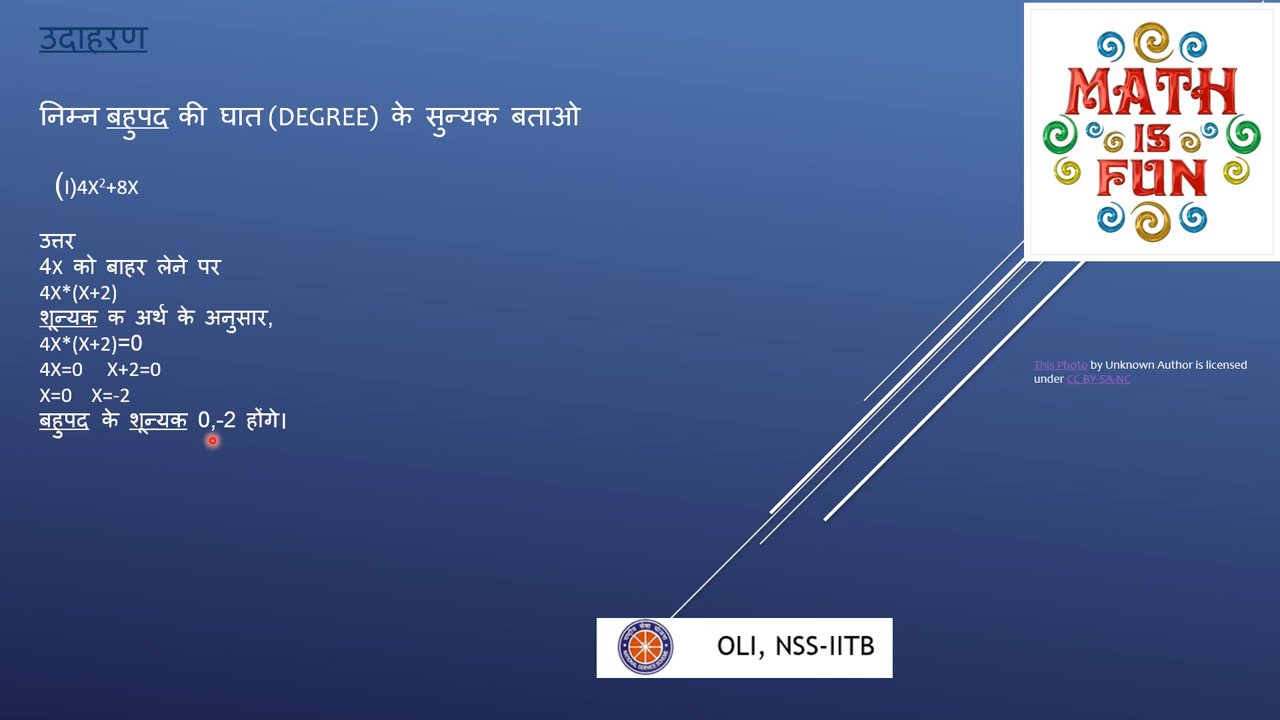 उदाहरण
निम्न बहुपद की घात (DEGREE) के सुन्यक बताओ
(I)4X²+8X
उत्तर
4X को बाहर लेने पर
4X*(X+2)
शून्यक क अर्थ के अनुसार,
4X*(X+2)=0
4X=0 X+2=0
X=0 X=-2
बहुपद के शून्यक 0,-2 होंगे।
MATH
IS
FUN
This Photo by Unknown Author is licensed
under CC BY-SA-NC
OLI, NSS-IITB